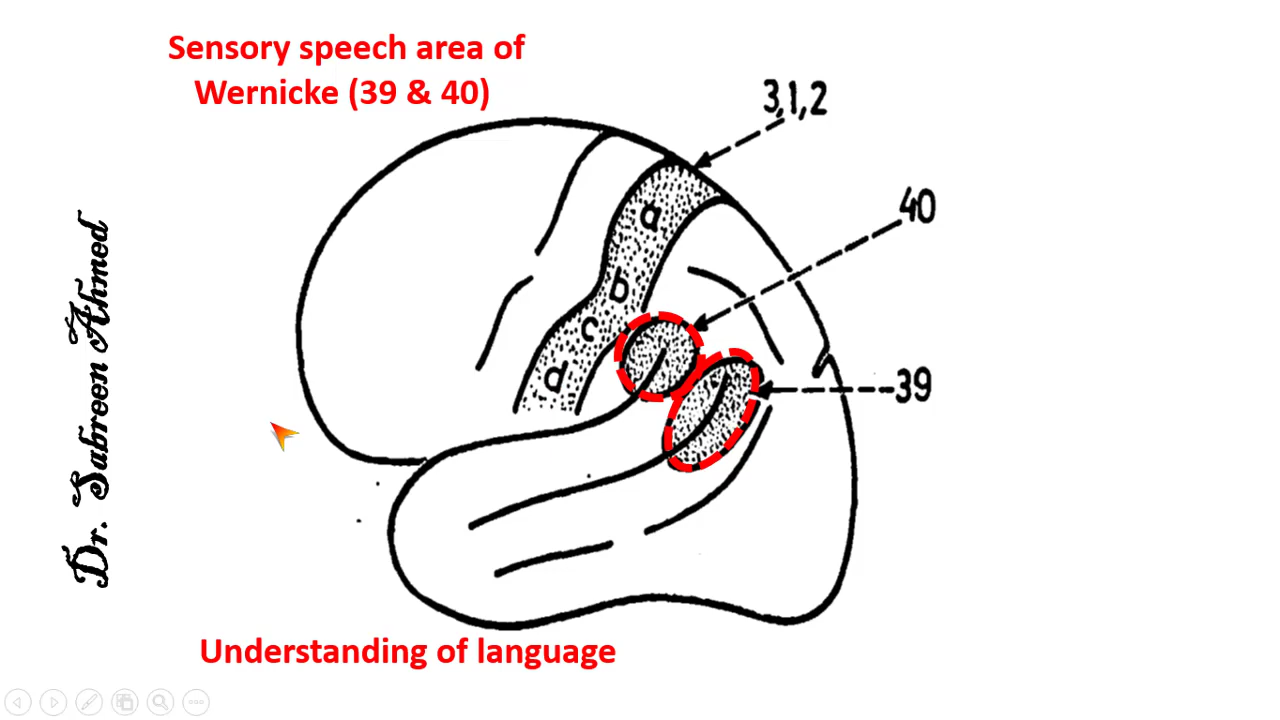 Sensory speech area of
Wernicke (39 & 40)
3,1,2
40
39
a
b
c
d
Dr. Sabreen Ahmed
Understanding of language